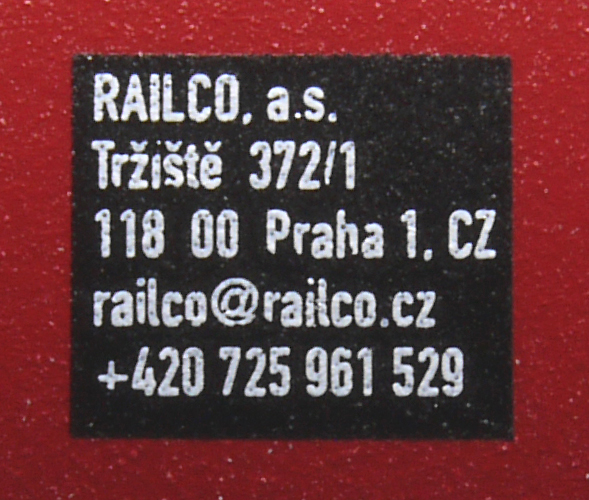 RAILCO, a.s.
Tržiště 372/1
118 00 Praha 1, CZ
railco@railco.cz
+420 725 961 529